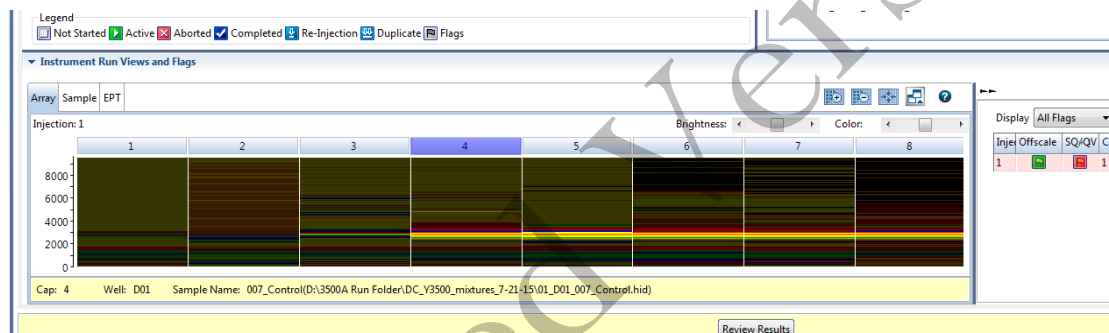 Legend
Not Started Active Aborted Completed Re-Injection Duplicate Flags
Instrument Run Views and Flags
Array Sample EPT
Injection: 1 Brightness: Color:
1 2 3 4 5 6 7 8
8000
6000
4000
2000
0
Cap: 4 Well: D01 Sample Name: 007_Control(D:\3500A Run Folder\DC_Y3500_mixtures_7-21-15\01_D01_007_Control.hid)
Display All Flags
Inje Offscale SQ/QV C
1 1
Review Results